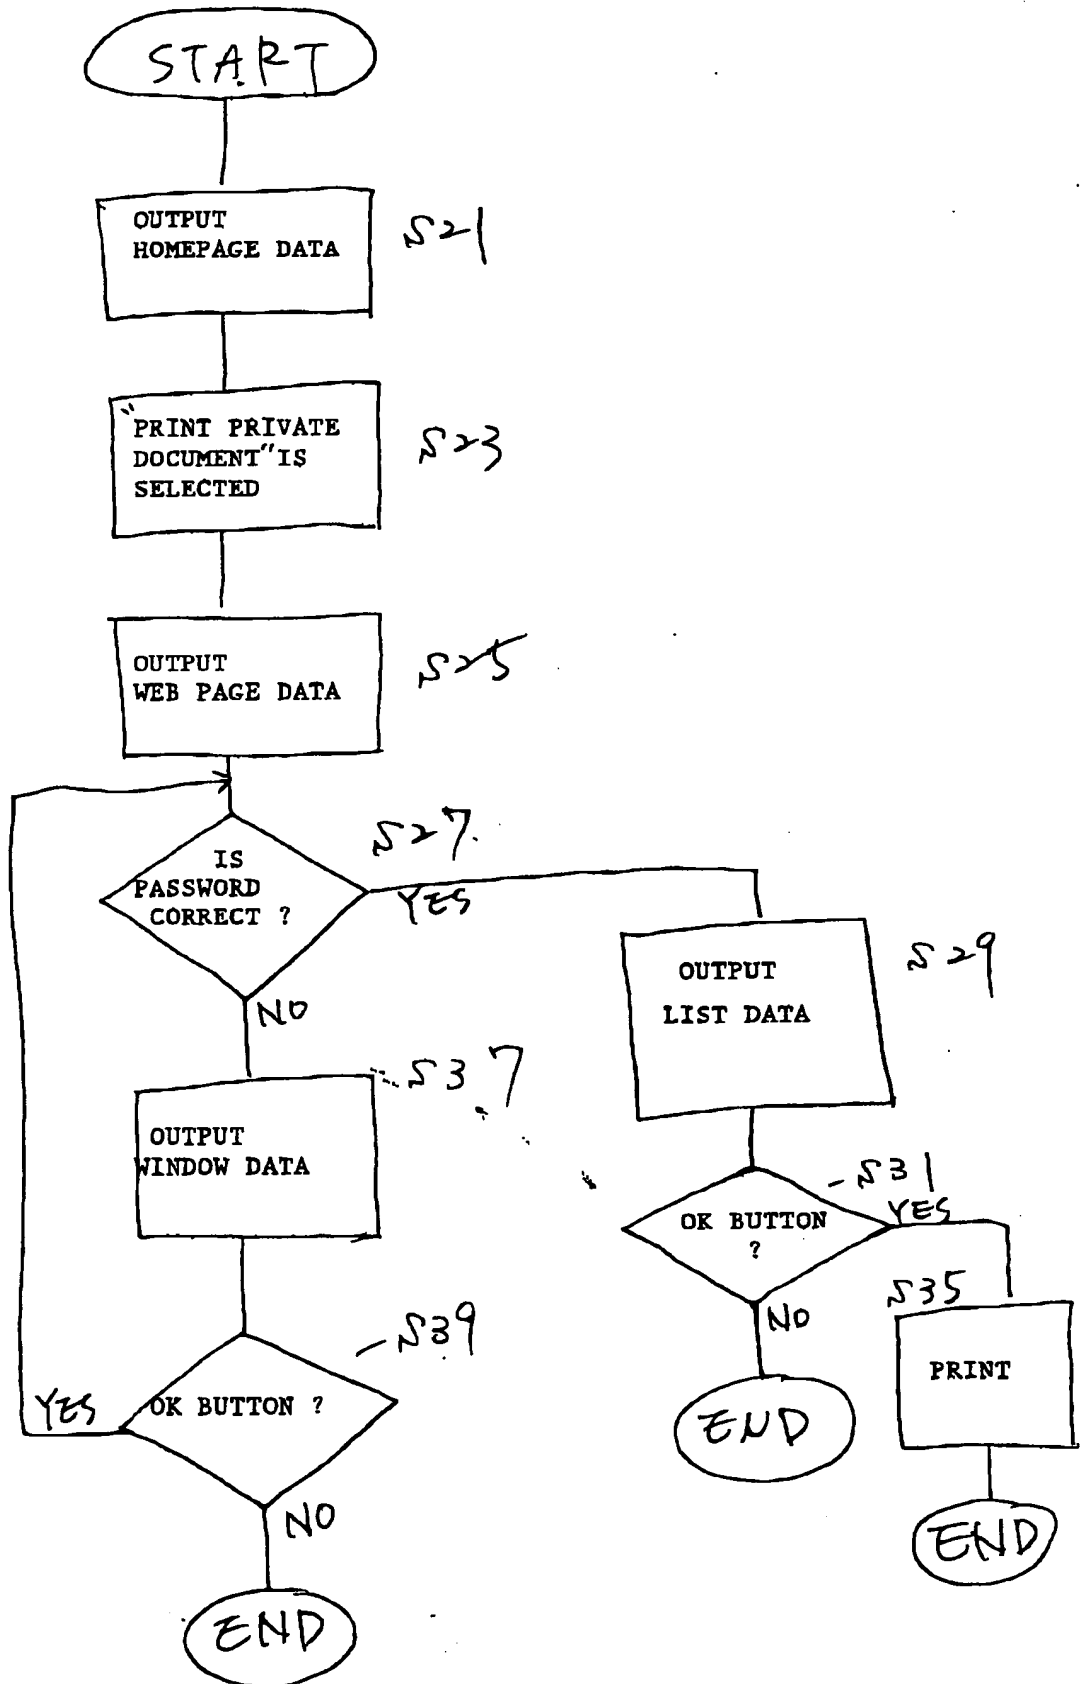 START
OUTPUT
HOMEPAGE DATA
S21
"PRINT PRIVATE
DOCUMENT" IS
SELECTED
S23
OUTPUT
WEB PAGE DATA
S25
IS
PASSWORD
CORRECT ?
S27
YES
NO
OUTPUT
LIST DATA
S29
OUTPUT
WINDOW DATA
S37
OK BUTTON
?
S31
YES
NO
S35
PRINT
END
END
OK BUTTON ?
S39
YES
NO
END